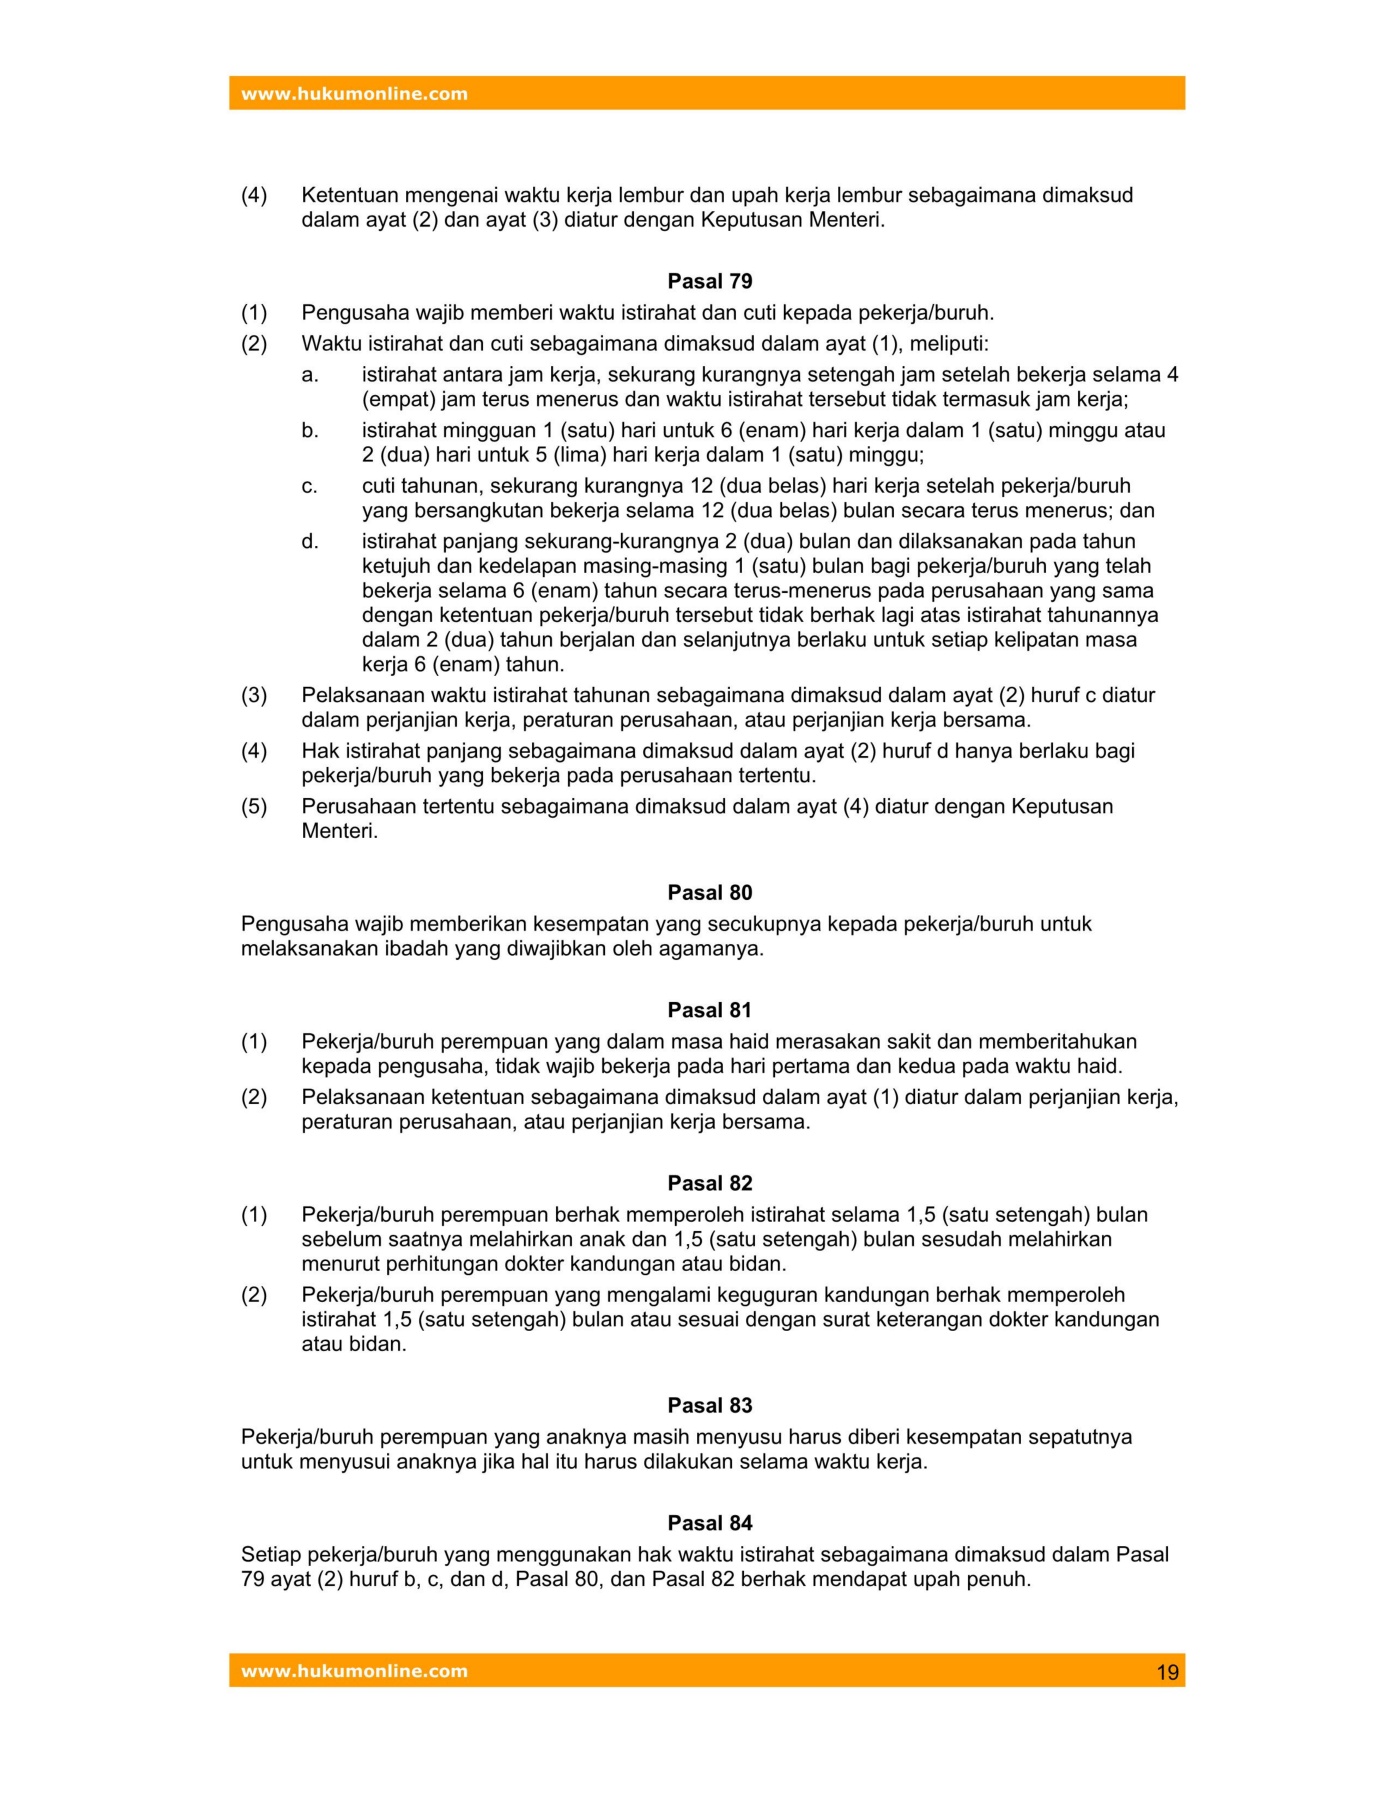 www.hukumonline.com
(4) Ketentuan mengenai waktu kerja lembur dan upah kerja lembur sebagaimana dimaksud
dalam ayat (2) dan ayat (3) diatur dengan Keputusan Menteri.
Pasal 79
(1) Pengusaha wajib memberi waktu istirahat dan cuti kepada pekerja/buruh.
(2) Waktu istirahat dan cuti sebagaimana dimaksud dalam ayat (1), meliputi:
a. istirahat antara jam kerja, sekurang kurangnya setengah jam setelah bekerja selama 4
(empat) jam terus menerus dan waktu istirahat tersebut tidak termasuk jam kerja;
b. istirahat mingguan 1 (satu) hari untuk 6 (enam) hari kerja dalam 1 (satu) minggu atau
2 (dua) hari untuk 5 (lima) hari kerja dalam 1 (satu) minggu;
c. cuti tahunan, sekurang kurangnya 12 (dua belas) hari kerja setelah pekerja/buruh
yang bersangkutan bekerja selama 12 (dua belas) bulan secara terus menerus; dan
d. istirahat panjang sekurang-kurangnya 2 (dua) bulan dan dilaksanakan pada tahun
ketujuh dan kedelapan masing-masing 1 (satu) bulan bagi pekerja/buruh yang telah
bekerja selama 6 (enam) tahun secara terus-menerus pada perusahaan yang sama
dengan ketentuan pekerja/buruh tersebut tidak berhak lagi atas istirahat tahunannya
dalam 2 (dua) tahun berjalan dan selanjutnya berlaku untuk setiap kelipatan masa
kerja 6 (enam) tahun.
(3) Pelaksanaan waktu istirahat tahunan sebagaimana dimaksud dalam ayat (2) huruf c diatur
dalam perjanjian kerja, peraturan perusahaan, atau perjanjian kerja bersama.
(4) Hak istirahat panjang sebagaimana dimaksud dalam ayat (2) huruf d hanya berlaku bagi
pekerja/buruh yang bekerja pada perusahaan tertentu.
(5) Perusahaan tertentu sebagaimana dimaksud dalam ayat (4) diatur dengan Keputusan
Menteri.
Pasal 80
Pengusaha wajib memberikan kesempatan yang secukupnya kepada pekerja/buruh untuk
melaksanakan ibadah yang diwajibkan oleh agamanya.
Pasal 81
(1) Pekerja/buruh perempuan yang dalam masa haid merasakan sakit dan memberitahukan
kepada pengusaha, tidak wajib bekerja pada hari pertama dan kedua pada waktu haid.
(2) Pelaksanaan ketentuan sebagaimana dimaksud dalam ayat (1) diatur dalam perjanjian kerja,
peraturan perusahaan, atau perjanjian kerja bersama.
Pasal 82
(1) Pekerja/buruh perempuan berhak memperoleh istirahat selama 1,5 (satu setengah) bulan
sebelum saatnya melahirkan anak dan 1,5 (satu setengah) bulan sesudah melahirkan
menurut perhitungan dokter kandungan atau bidan.
(2) Pekerja/buruh perempuan yang mengalami keguguran kandungan berhak memperoleh
istirahat 1,5 (satu setengah) bulan atau sesuai dengan surat keterangan dokter kandungan
atau bidan.
Pasal 83
Pekerja/buruh perempuan yang anaknya masih menyusu harus diberi kesempatan sepatutnya
untuk menyusui anaknya jika hal itu harus dilakukan selama waktu kerja.
Pasal 84
Setiap pekerja/buruh yang menggunakan hak waktu istirahat sebagaimana dimaksud dalam Pasal
79 ayat (2) huruf b, c, dan d, Pasal 80, dan Pasal 82 berhak mendapat upah penuh.
www.hukumonline.com 19